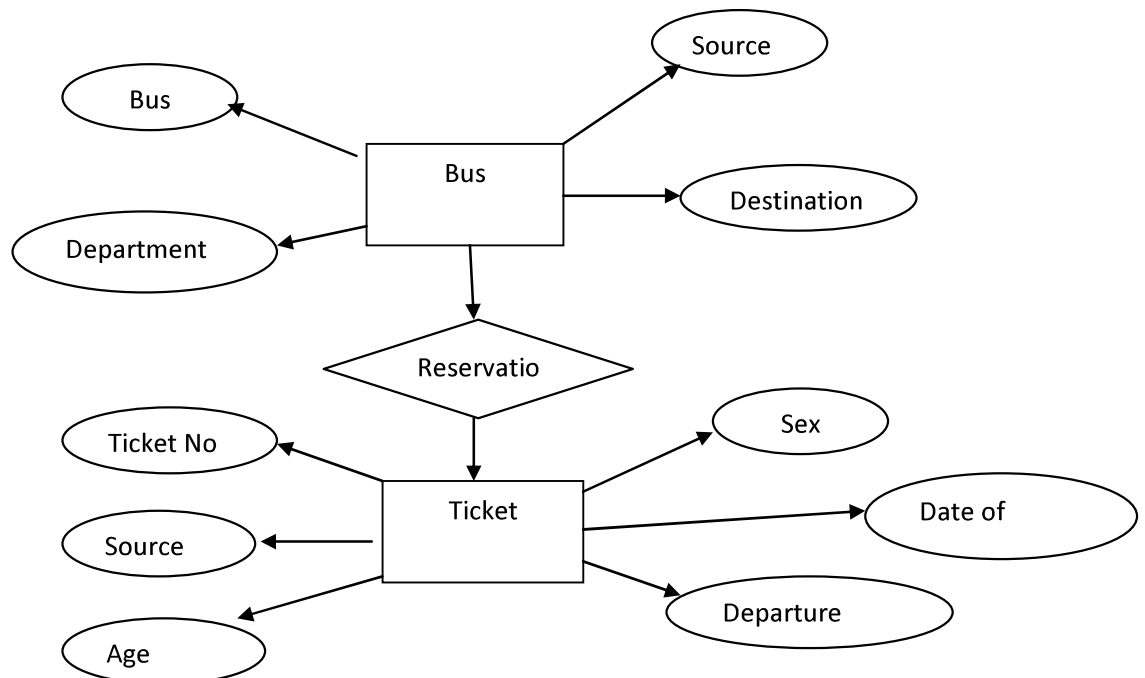 Source
Bus
Bus
Destination
Department
Reservatio
Ticket No
Sex
Ticket
Date of
Source
Departure
Age